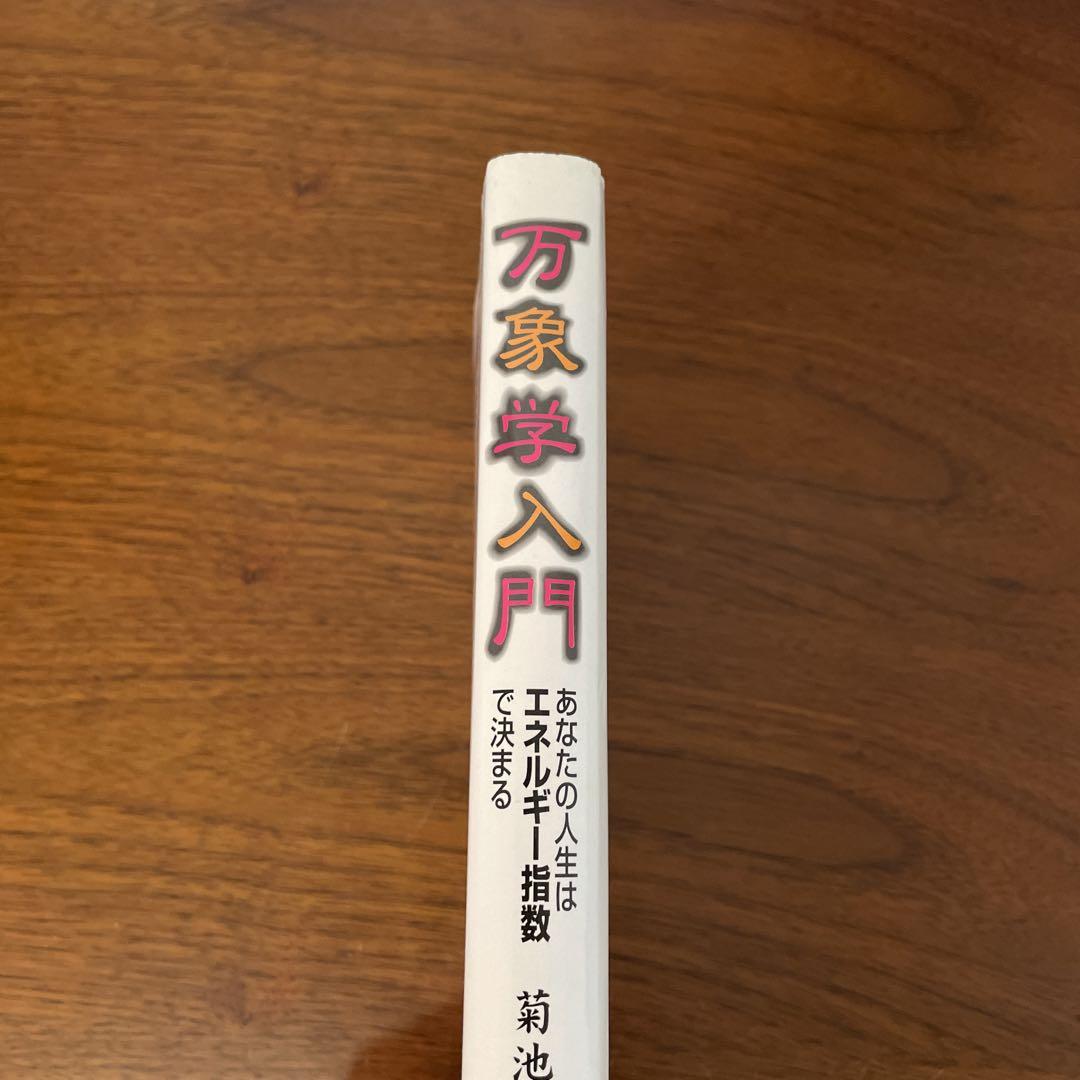 万象学入門
あなたの人生は
エネルギー指数
で決まる
菊池